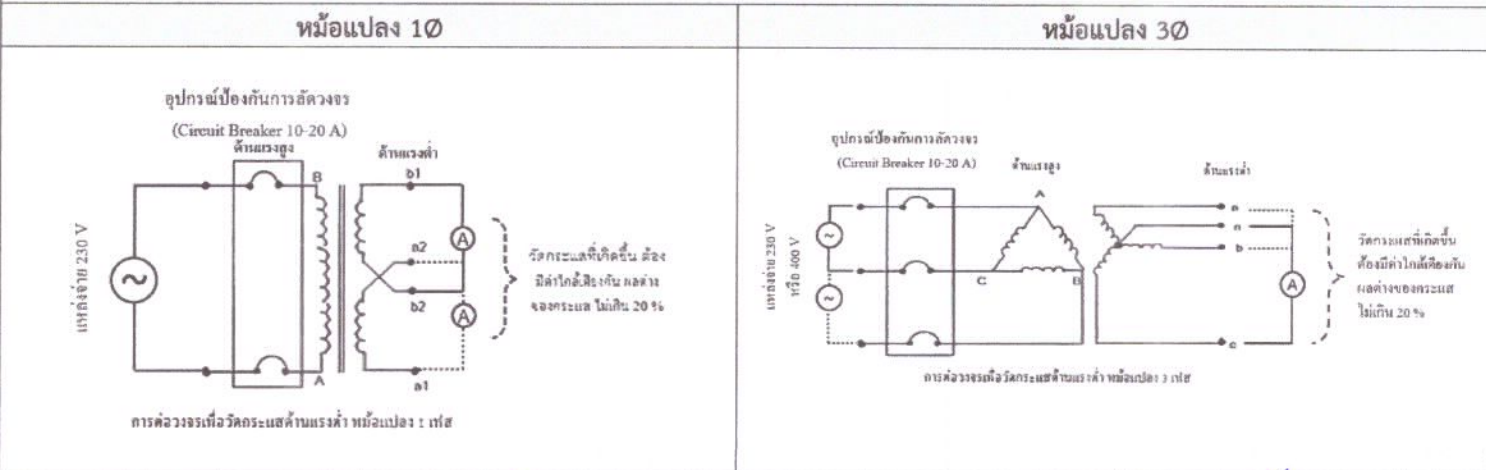 หม้อแปลง 1Ø
อุปกรณ์ป้องกันการลัดวงจร
(Circuit Breaker 10-20 A)
ด้านแรงสูง
ด้านแรงต่ำ
B
b1
a2
A
b2
A
A
a1
แหล่งจ่าย 230 V
วัดกระแสที่เกิดขึ้น ต้อง
มีค่าใกล้เคียงกัน ผลต่าง
ของกระแส ไม่เกิน 20 %
การต่อวงจรเพื่อวัดกระแสด้านแรงต่ำ หม้อแปลง 1 เฟส
หม้อแปลง 3Ø
อุปกรณ์ป้องกันการลัดวงจร
(Circuit Breaker 10-20 A)
ด้านแรงสูง
ด้านแรงต่ำ
A
C
B
a
n
b
A
c
แหล่งจ่าย 230 V
หรือ 400 V
วัดกระแสที่เกิดขึ้น
ต้องมีค่าใกล้เคียงกัน
ผลต่างของกระแส
ไม่เกิน 20 %
การต่อวงจรเพื่อวัดกระแสด้านแรงต่ำ หม้อแปลง 3 เฟส